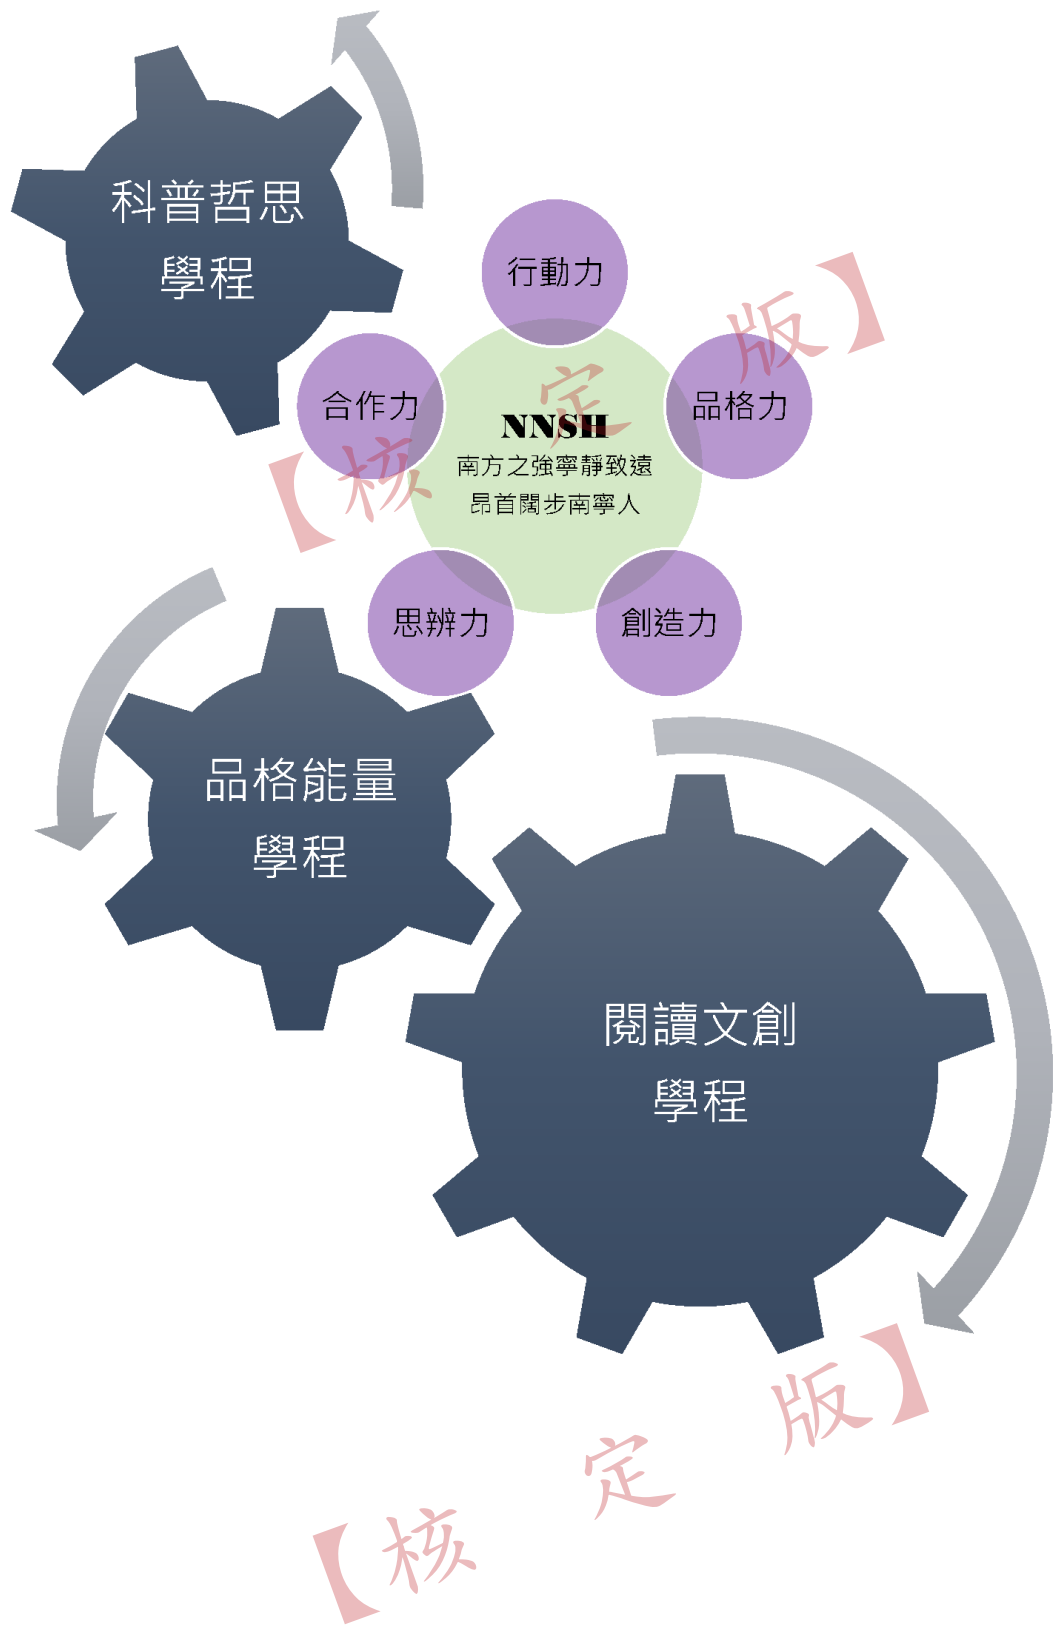 科普哲思
學程
行動力
合作力
品格力
NNSH
南方之強寧靜致遠
昂首闊步南寧人
思辨力
創造力
【核定版】
品格能量
學程
閱讀文創
學程
【核定版】